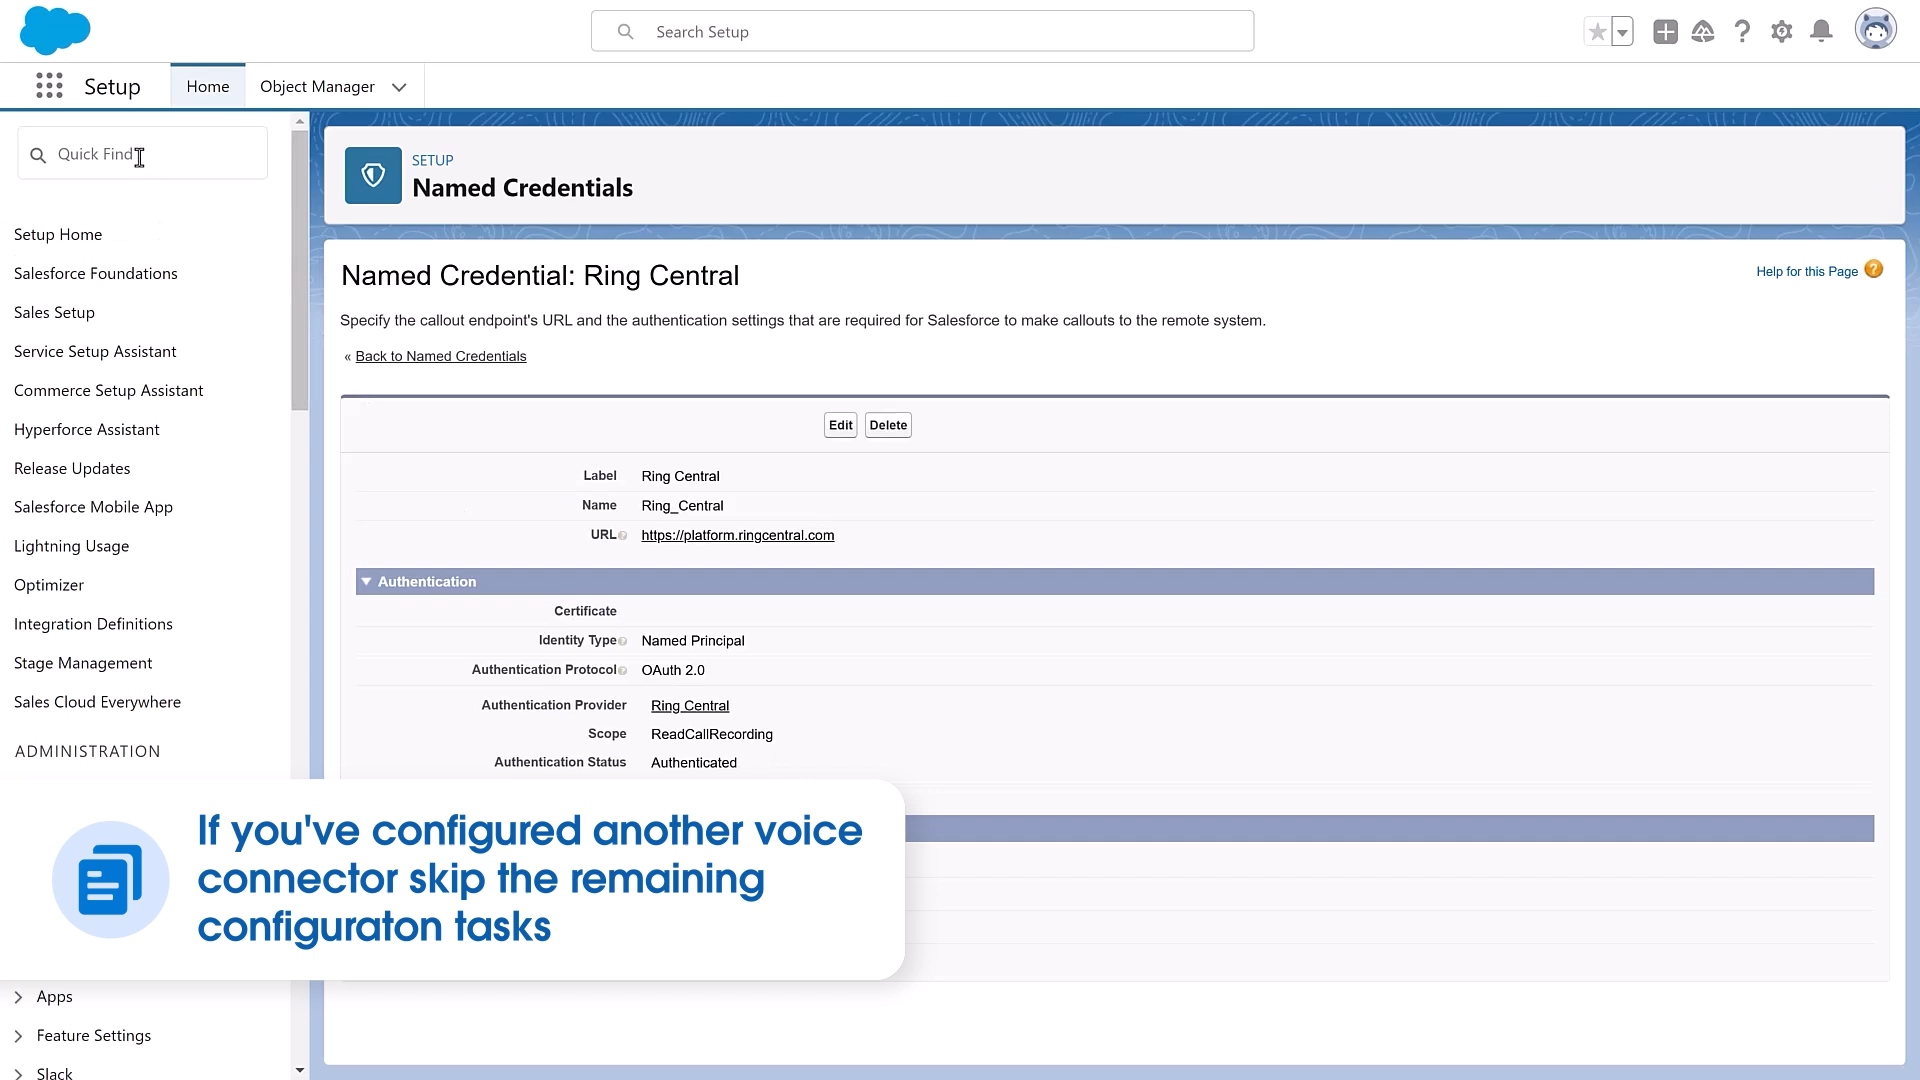 Search Setup
Setup
Home
Object Manager
Quick Find
Setup Home
Salesforce Foundations
Sales Setup
Service Setup Assistant
Commerce Setup Assistant
Hyperforce Assistant
Release Updates
Salesforce Mobile App
Lightning Usage
Optimizer
Integration Definitions
Stage Management
Sales Cloud Everywhere
ADMINISTRATION
Apps
Feature Settings
Slack
SETUP
Named Credentials
Named Credential: Ring Central
Help for this Page
Specify the callout endpoint's URL and the authentication settings that are required for Salesforce to make callouts to the remote system.
« Back to Named Credentials
Edit Delete
Label Ring Central
Name Ring_Central
URL https://platform.ringcentral.com
Authentication
Certificate
Identity Type Named Principal
Authentication Protocol OAuth 2.0
Authentication Provider Ring Central
Scope ReadCallRecording
Authentication Status Authenticated
If you've configured another voice
connector skip the remaining
configuraton tasks